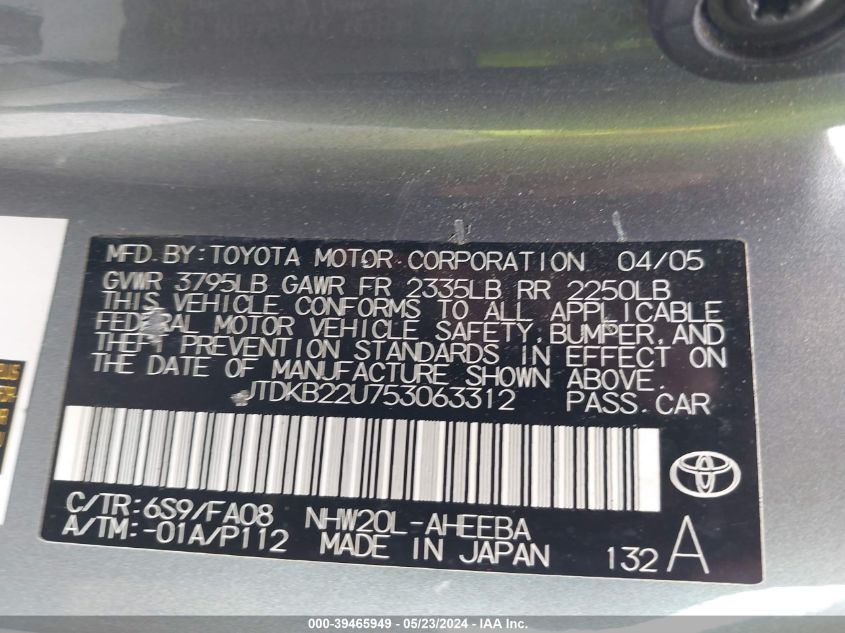 MFD. BY: TOYOTA MOTOR CORPORATION 04/05
GVWR 3795LB GAWR FR 2335LB RR 2250LB
THIS VEHICLE CONFORMS TO ALL APPLICABLE
FEDERAL MOTOR VEHICLE SAFETY, BUMPER, AND
THEFT PREVENTION STANDARDS IN EFFECT ON
THE DATE OF MANUFACTURE SHOWN ABOVE.
JTDKB22U753063312 PASS. CAR
C/TR: 6S9/FA08 NHW20L-AHEEBA
A/TM: -01A/P112 MADE IN JAPAN 132 A
000-39465949 - 05/23/2024 - IAA Inc.